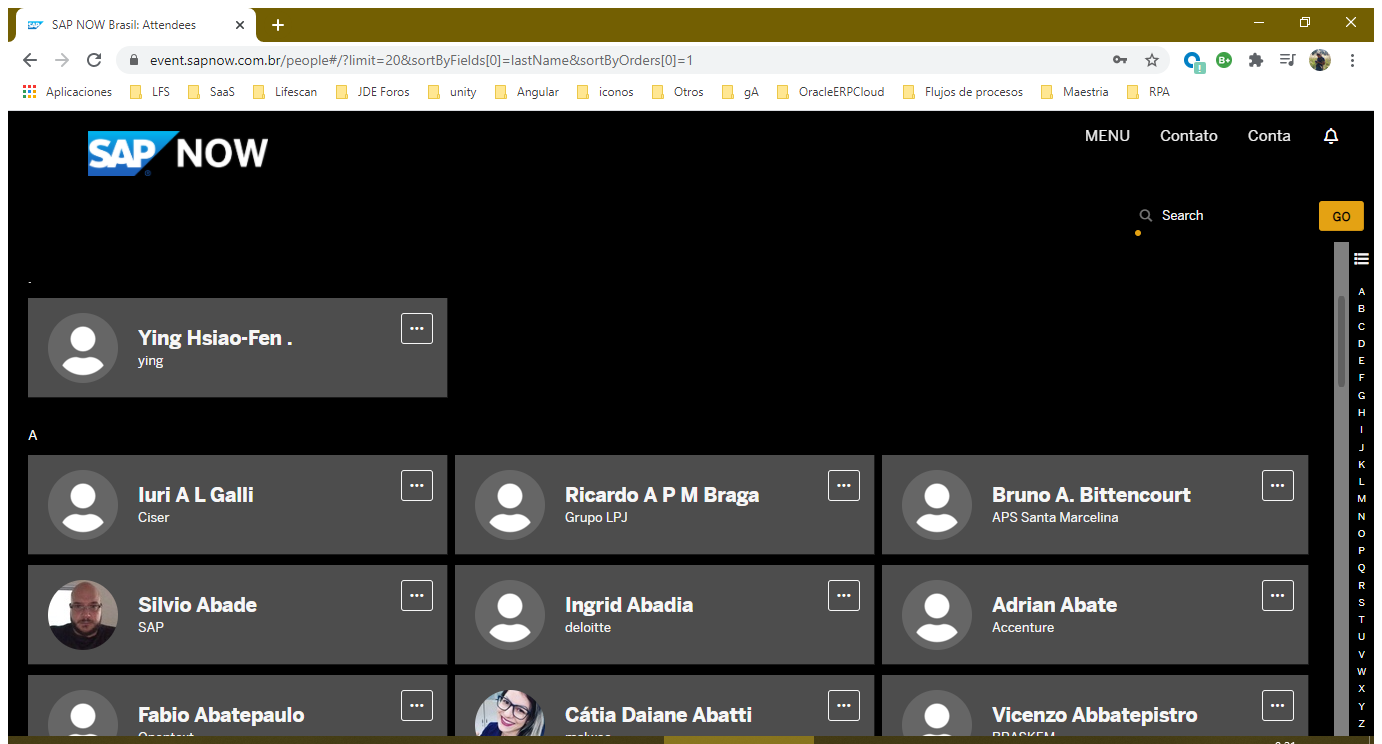 SAP NOW Brasil: Attendees
event.sapnow.com.br/people#/?limit=20&sortByFields[0]=lastName&sortByOrders[0]=1
Aplicaciones LFS SaaS Lifescan JDE Foros unity Angular iconos Otros gA OracleERPCloud Flujos de procesos Maestria RPA
SAP NOW MENU Contato Conta
Search GO
.
Ying Hsiao-Fen .
ying
A
Iuri A L Galli
Ciser
Ricardo A P M Braga
Grupo LPJ
Bruno A. Bittencourt
APS Santa Marcelina
Silvio Abade
SAP
Ingrid Abadia
deloitte
Adrian Abate
Accenture
Fabio Abatepaulo
Cátia Daiane Abatti
Vicenzo Abbatepistro
A
B
C
D
E
F
G
H
I
J
K
L
M
N
O
P
Q
R
S
T
U
V
W
X
Y
Z